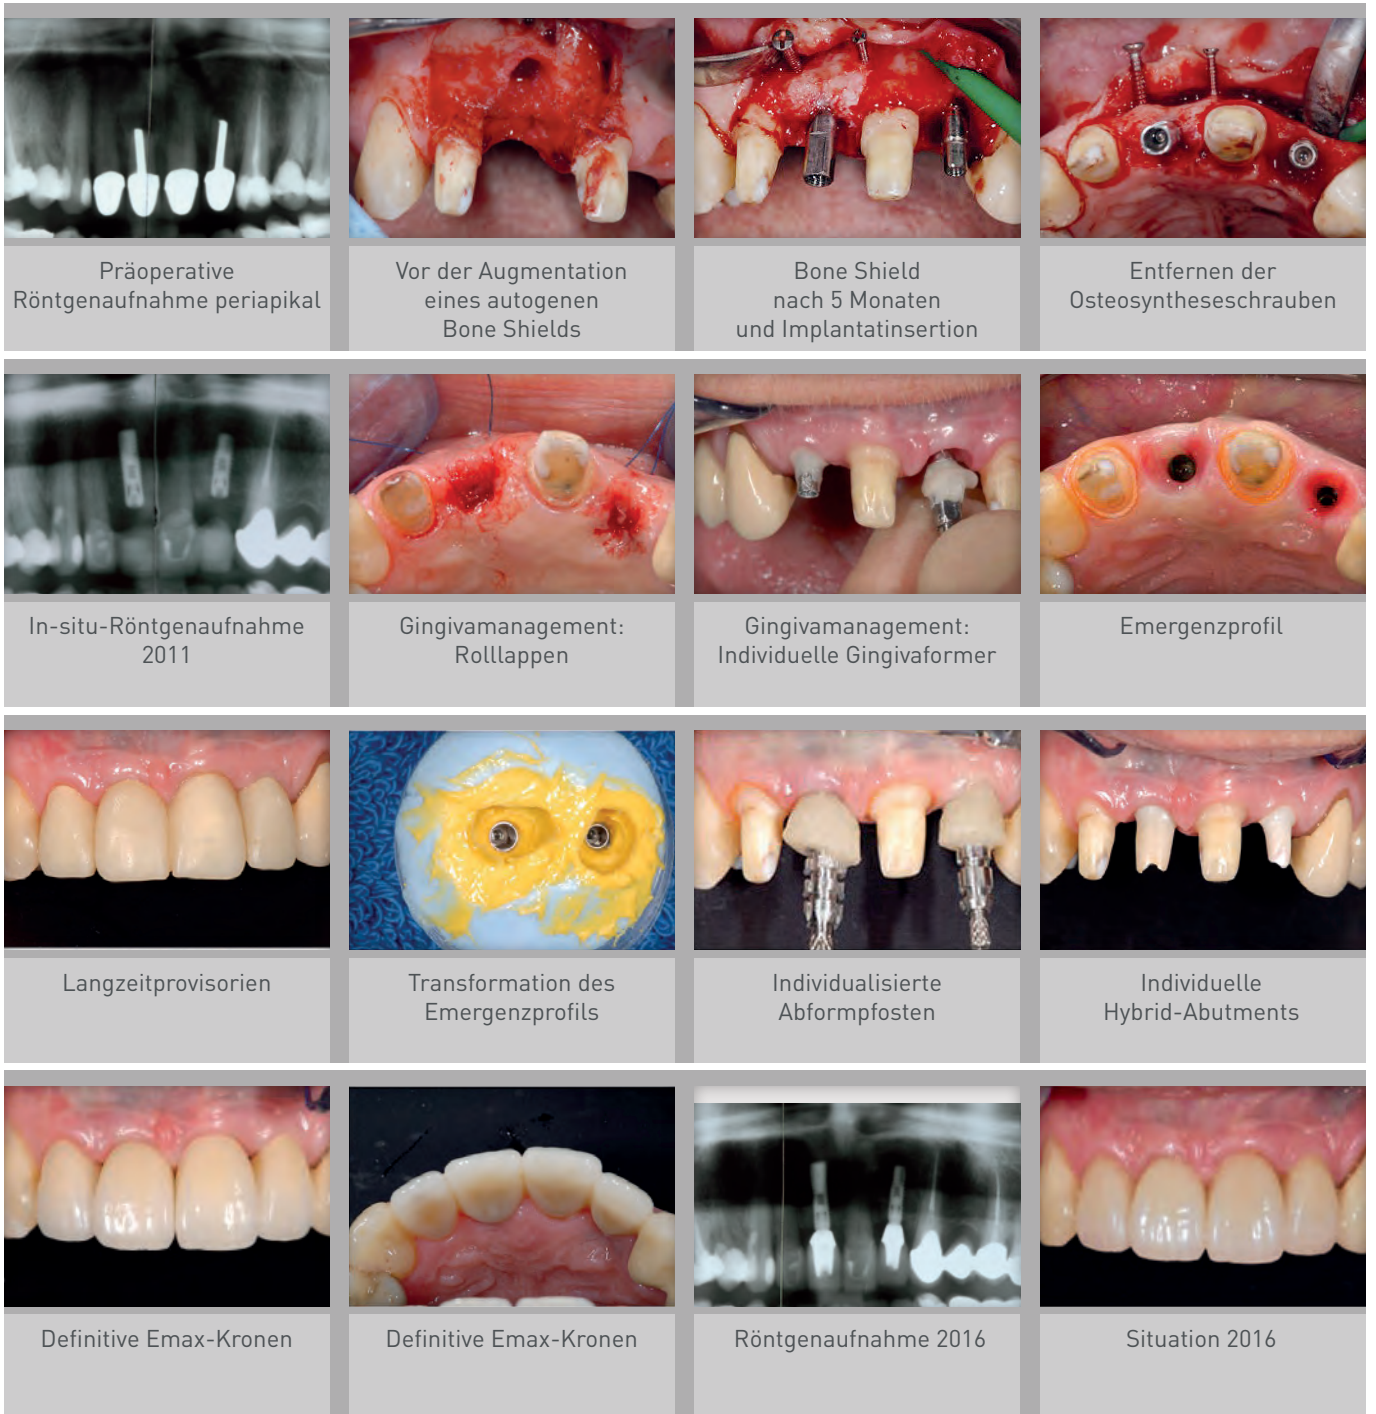 Präoperative
Röntgenaufnahme periapikal
Vor der Augmentation
eines autogenen
Bone Shields
Bone Shield
nach 5 Monaten
und Implantatinsertion
Entfernen der
Osteosyntheseschrauben
In-situ-Röntgenaufnahme
2011
Gingivamanagement:
Rolllappen
Gingivamanagement:
Individuelle Gingivaformer
Emergenzprofil
Langzeitprovisorien
Transformation des
Emergenzprofils
Individualisierte
Abformpfosten
Individuelle
Hybrid-Abutments
Definitive Emax-Kronen
Definitive Emax-Kronen
Röntgenaufnahme 2016
Situation 2016